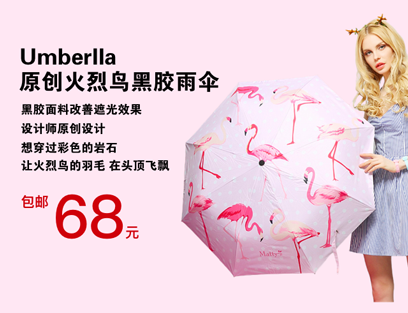 Umberlla
原创火烈鸟黑胶雨伞
黑胶面料改善遮光效果
设计师原创设计
想穿过彩色的岩石
让火烈鸟的羽毛 在头顶飞飘
包邮 68元